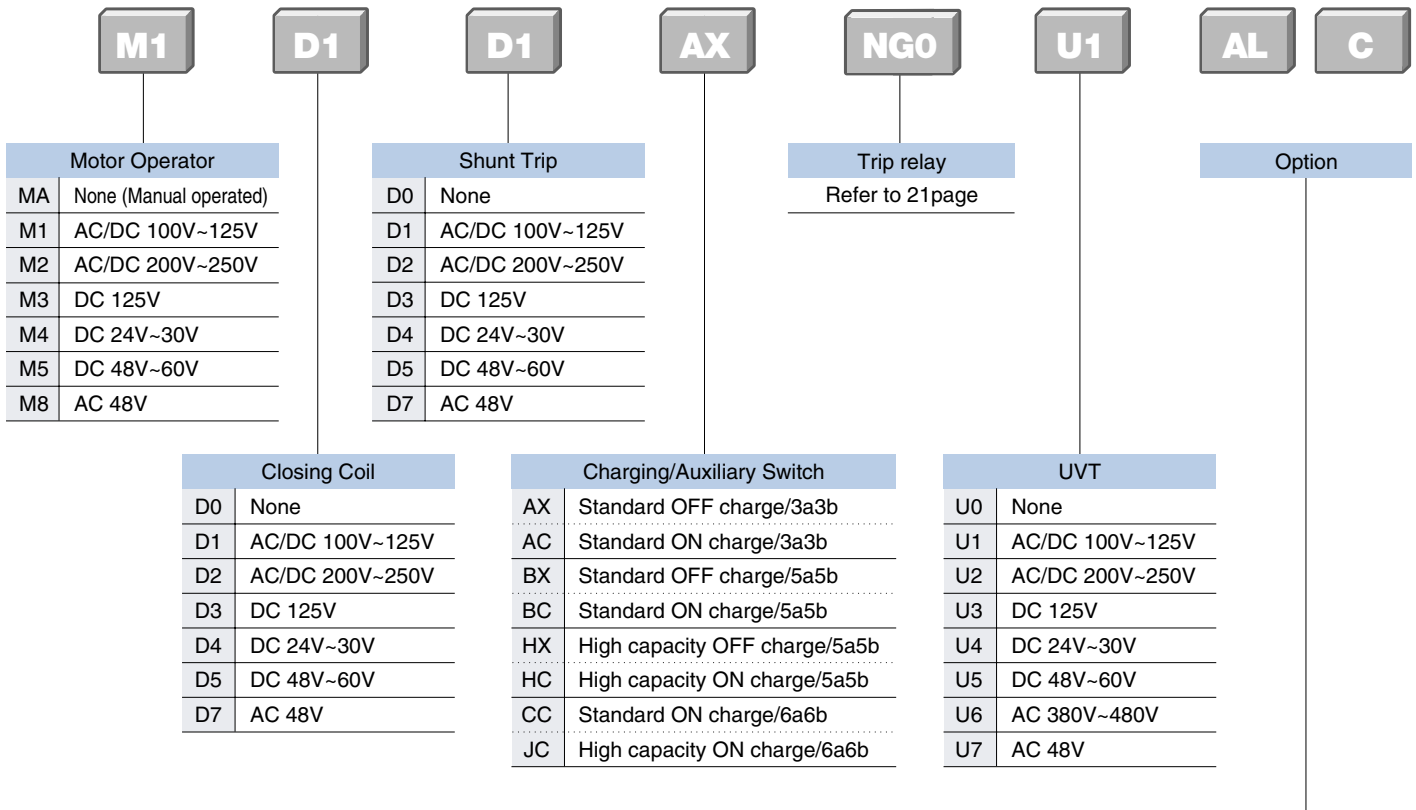 M1 D1 D1 AX NG0 U1 AL C
Motor Operator
MA None (Manual operated)
M1 AC/DC 100V~125V
M2 AC/DC 200V~250V
M3 DC 125V
M4 DC 24V~30V
M5 DC 48V~60V
M8 AC 48V
Shunt Trip
D0 None
D1 AC/DC 100V~125V
D2 AC/DC 200V~250V
D3 DC 125V
D4 DC 24V~30V
D5 DC 48V~60V
D7 AC 48V
Trip relay
Refer to 21page
Option
Closing Coil
D0 None
D1 AC/DC 100V~125V
D2 AC/DC 200V~250V
D3 DC 125V
D4 DC 24V~30V
D5 DC 48V~60V
D7 AC 48V
Charging/Auxiliary Switch
AX Standard OFF charge/3a3b
AC Standard ON charge/3a3b
BX Standard OFF charge/5a5b
BC Standard ON charge/5a5b
HX High capacity OFF charge/5a5b
HC High capacity ON charge/5a5b
CC Standard ON charge/6a6b
JC High capacity ON charge/6a6b
UVT
U0 None
U1 AC/DC 100V~125V
U2 AC/DC 200V~250V
U3 DC 125V
U4 DC 24V~30V
U5 DC 48V~60V
U6 AC 380V~480V
U7 AC 48V